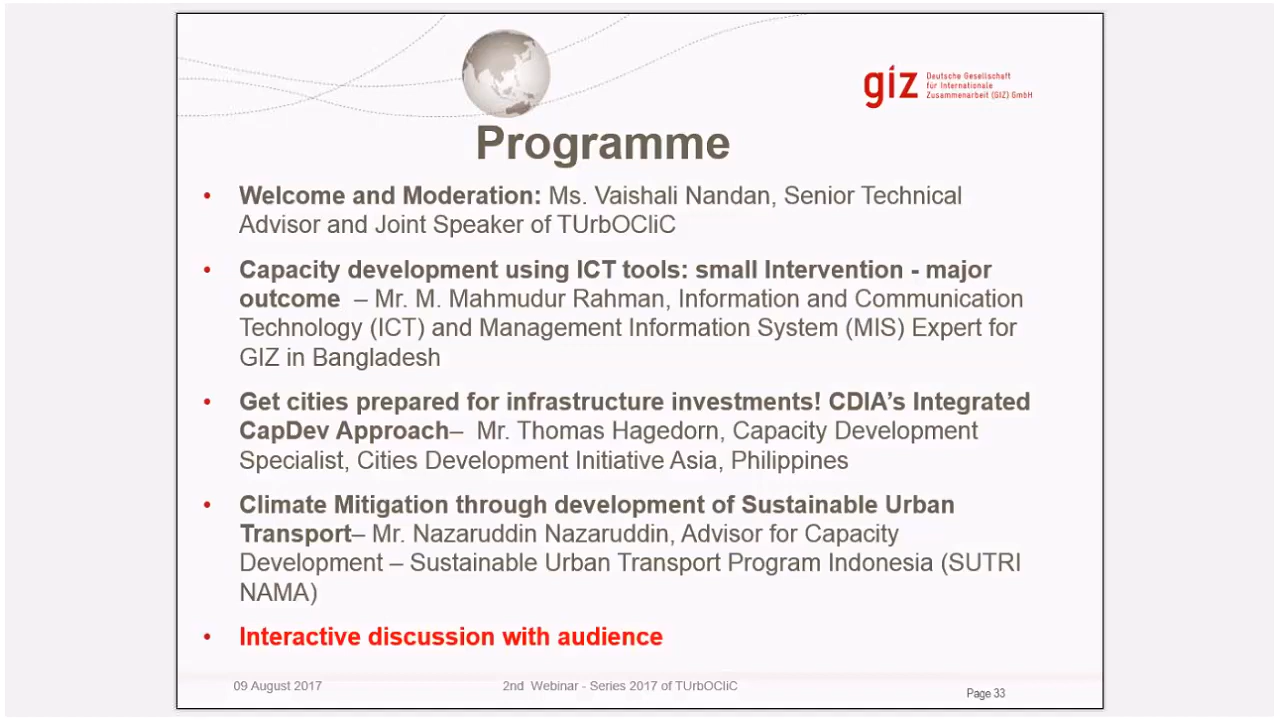 giz Deutsche Gesellschaft
für Internationale
Zusammenarbeit (GIZ) GmbH
Programme
• Welcome and Moderation: Ms. Vaishali Nandan, Senior Technical
Advisor and Joint Speaker of TUrbOCliC
• Capacity development using ICT tools: small Intervention - major
outcome – Mr. M. Mahmudur Rahman, Information and Communication
Technology (ICT) and Management Information System (MIS) Expert for
GIZ in Bangladesh
• Get cities prepared for infrastructure investments! CDIA’s Integrated
CapDev Approach– Mr. Thomas Hagedorn, Capacity Development
Specialist, Cities Development Initiative Asia, Philippines
• Climate Mitigation through development of Sustainable Urban
Transport– Mr. Nazaruddin Nazaruddin, Advisor for Capacity
Development – Sustainable Urban Transport Program Indonesia (SUTRI
NAMA)
• Interactive discussion with audience
09 August 2017 2nd Webinar - Series 2017 of TUrbOCliC Page 33